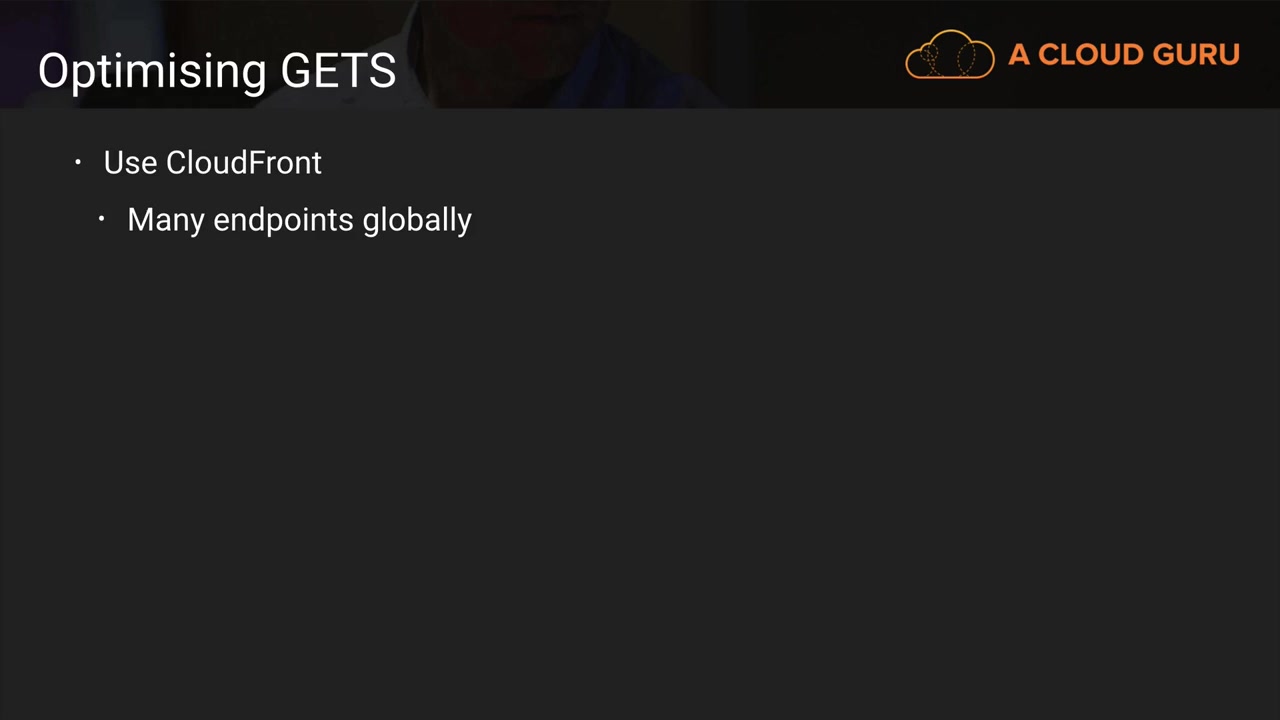 Optimising GETS
A CLOUD GURU
• Use CloudFront
• Many endpoints globally